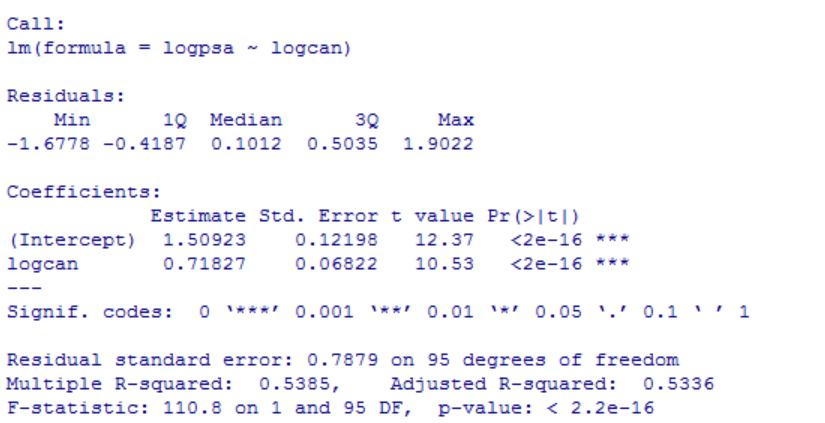 Call:
lm(formula = logpsa ~ logcan)
Residuals:
    Min      1Q  Median      3Q     Max
-1.6778 -0.4187  0.1012  0.5035  1.9022
Coefficients:
            Estimate Std. Error t value Pr(>|t|)
(Intercept)  1.50923    0.12198   12.37   <2e-16 ***
logcan       0.71827    0.06822   10.53   <2e-16 ***
---
Signif. codes:  0 ‘***’ 0.001 ‘**’ 0.01 ‘*’ 0.05 ‘.’ 0.1 ‘ ’ 1
Residual standard error: 0.7879 on 95 degrees of freedom
Multiple R-squared:  0.5385,    Adjusted R-squared:  0.5336
F-statistic: 110.8 on 1 and 95 DF,  p-value: < 2.2e-16